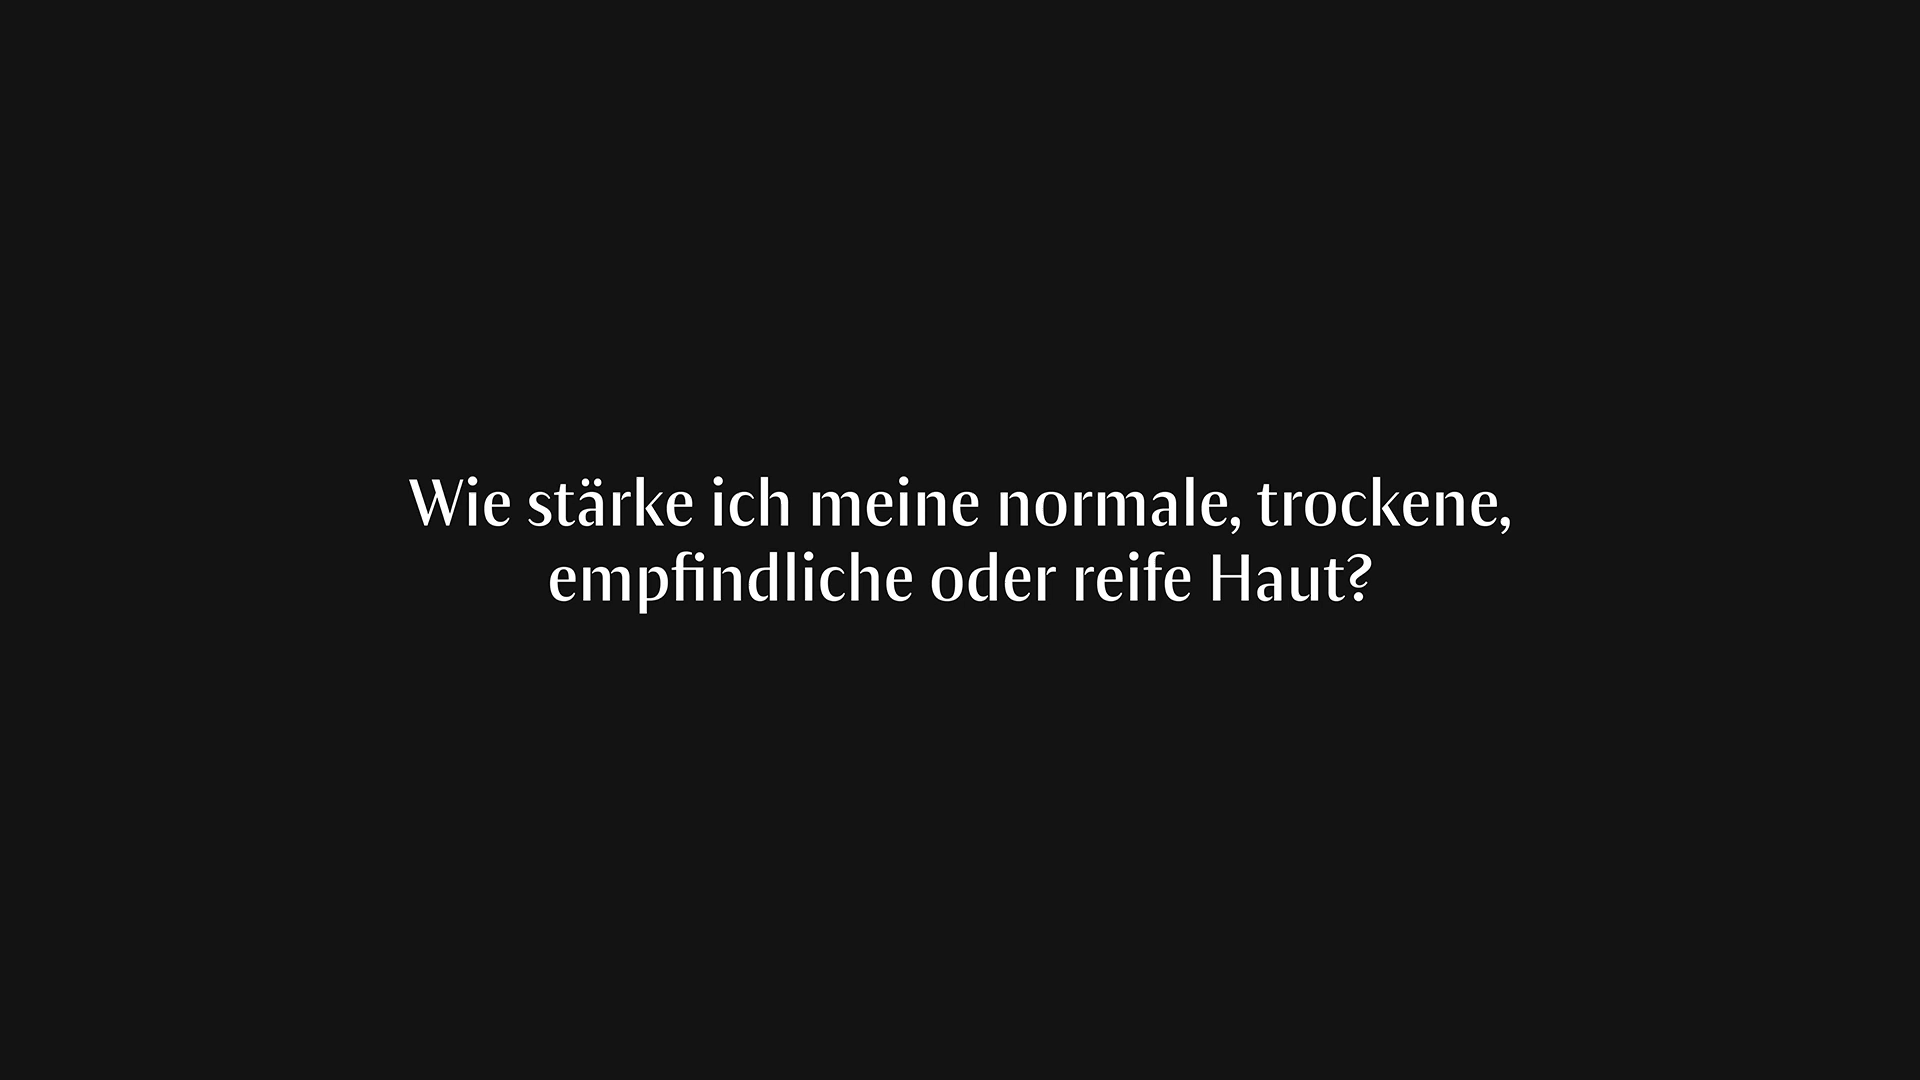 Wie stärke ich meine normale, trockene,
empfindliche oder reife Haut?